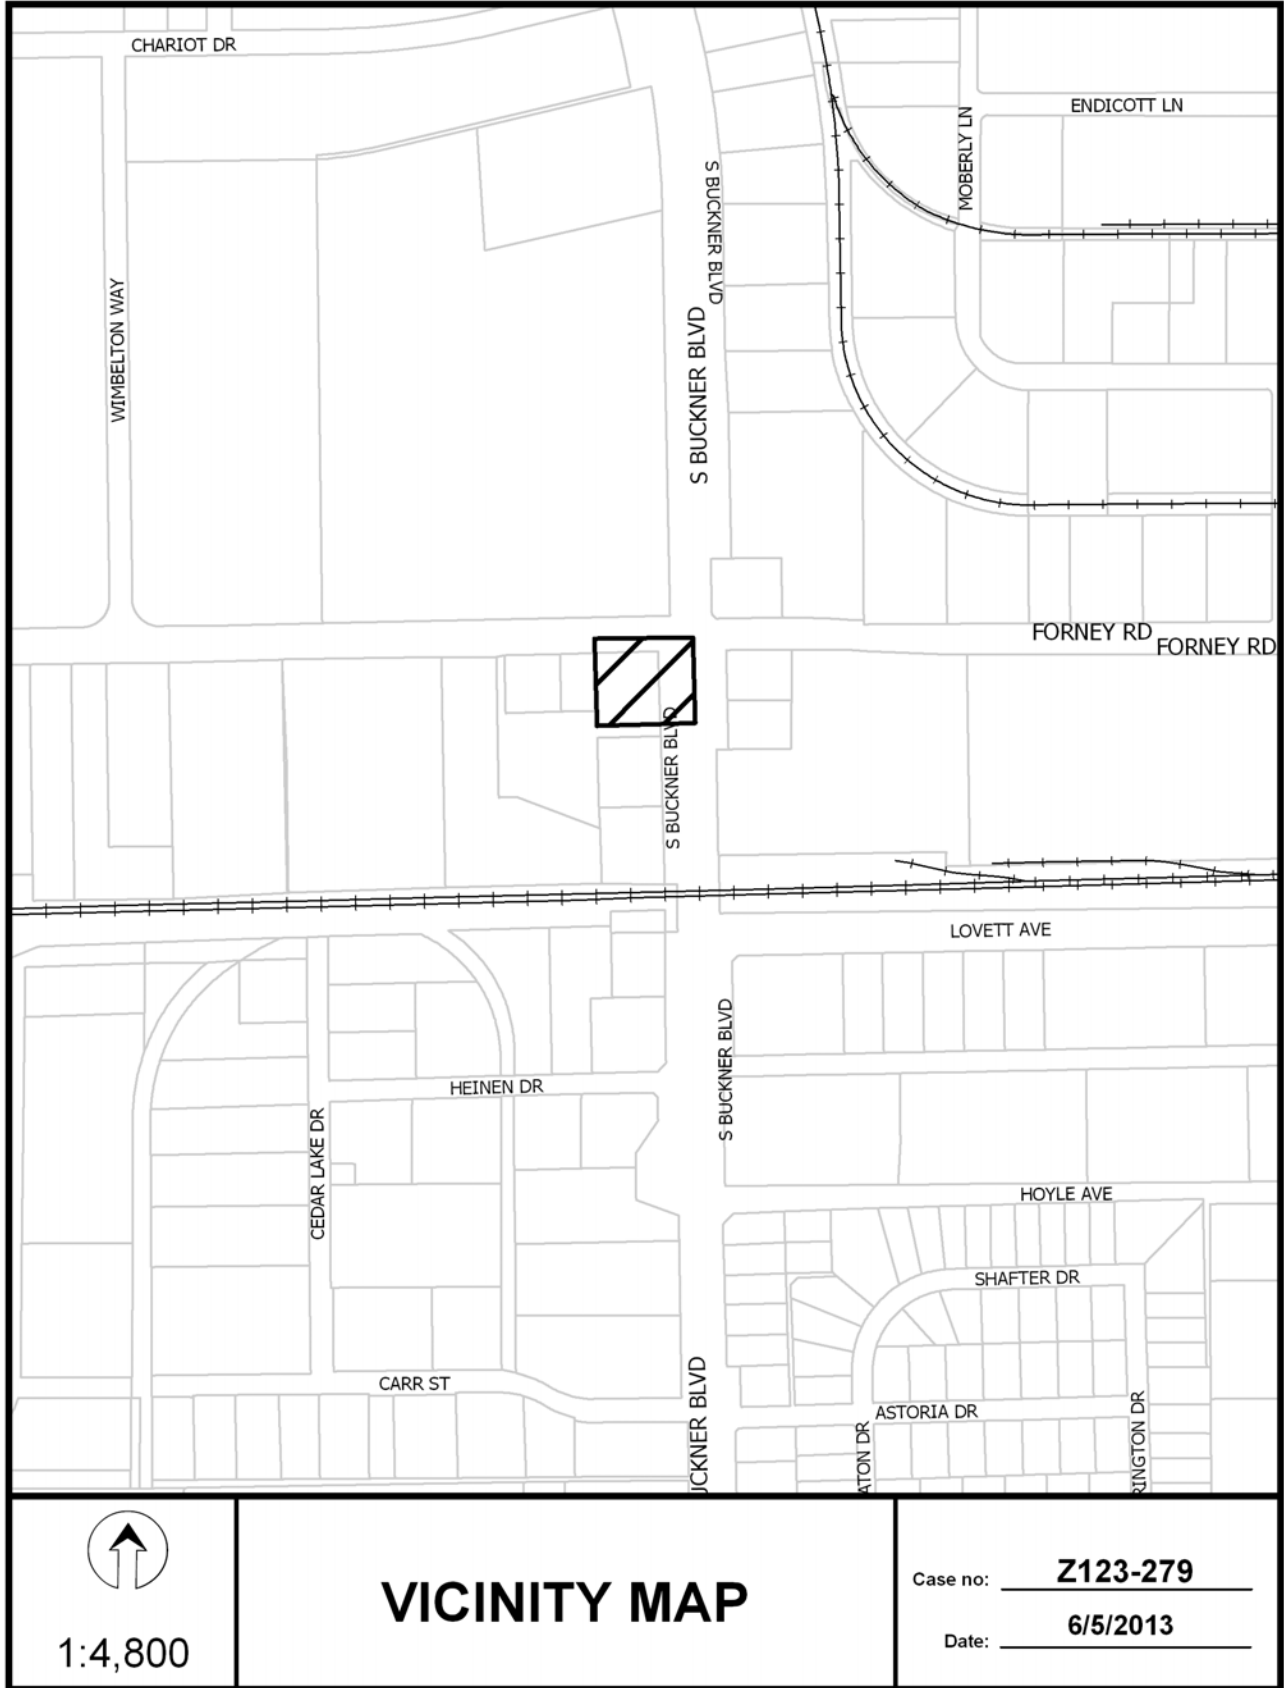 CHARIOT DR
ENDICOTT LN
MOBERLY LN
S BUCKNER BLVD
WIMBELTON WAY
S BUCKNER BLVD
FORNEY RD
FORNEY RD
S BUCKNER BLVD
LOVETT AVE
S BUCKNER BLVD
HEINEN DR
CEDAR LAKE DR
HOYLE AVE
SHAFTER DR
CARR ST
UCKNER BLVD
ASTORIA DR
ATON DR
RINGTON DR
1:4,800
VICINITY MAP
Case no: Z123-279
Date: 6/5/2013